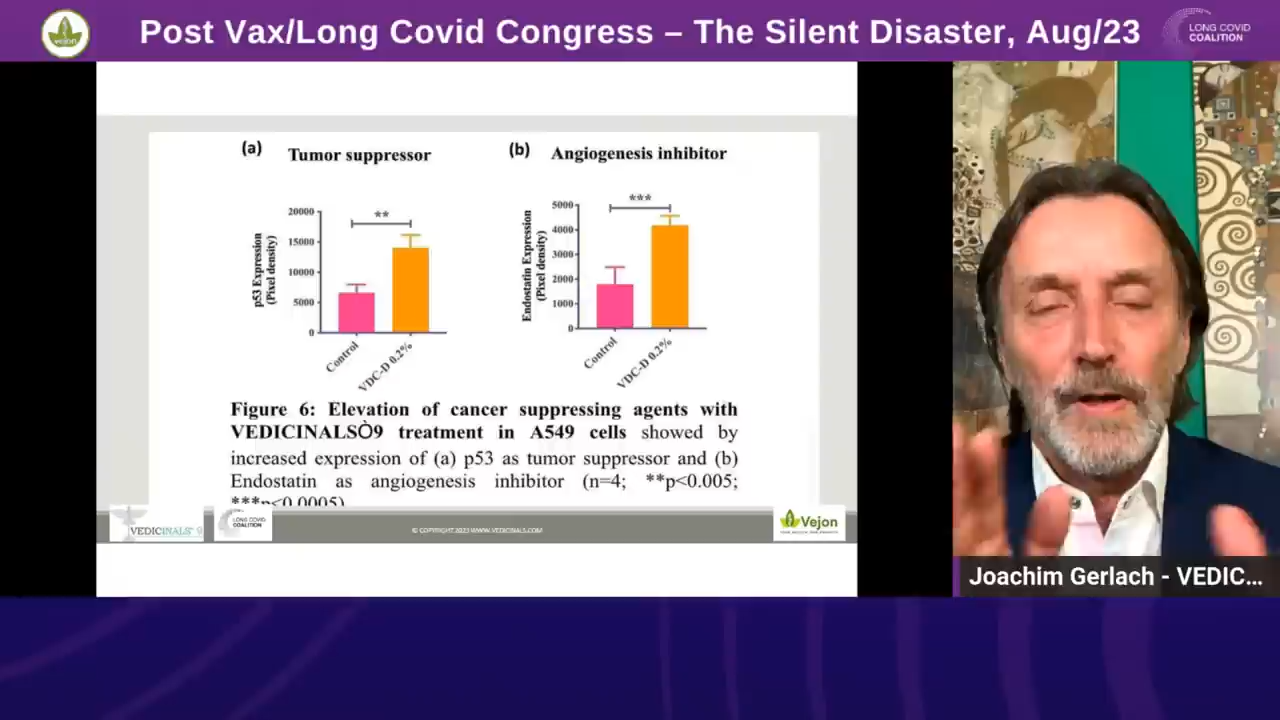 Post Vax/Long Covid Congress – The Silent Disaster, Aug/23
vejon
LONG COVID
COALITION
(a)
Tumor suppressor
(b)
Angiogenesis inhibitor
p53 Expression
(Pixel density)
20000
15000
10000
5000
0
**
Control
VDC-D 0.2%
Endostatin Expression
(Pixel density)
5000
4000
3000
2000
1000
0
***
Control
VDC-D 0.2%
Figure 6: Elevation of cancer suppressing agents with
VEDICINALSÒ9 treatment in A549 cells showed by
increased expression of (a) p53 as tumor suppressor and (b)
Endostatin as angiogenesis inhibitor (n=4; **p<0.005;
***p<0.0005)
VEDICINALS® 9
LONG COVID
COALITION
© COPYRIGHT 2023 WWW.VEDICINALS.COM
Vejon
Joachim Gerlach - VEDIC...